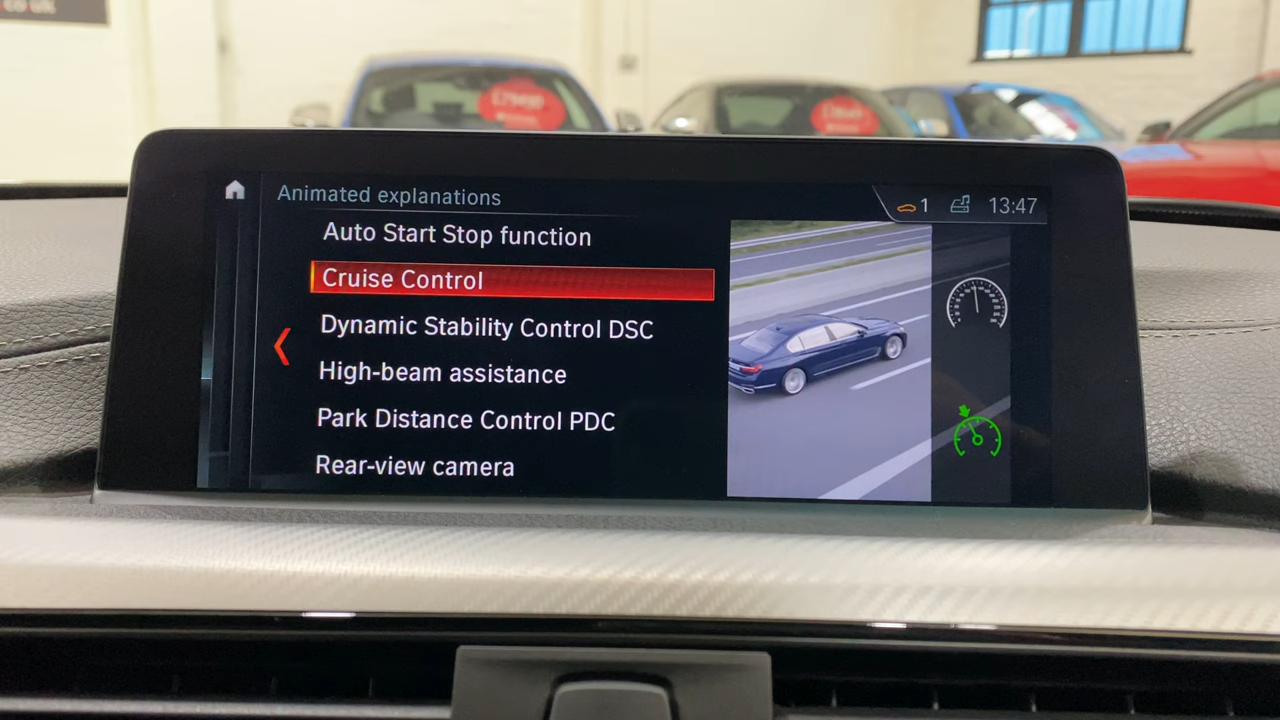 Animated explanations
1 13:47
Auto Start Stop function
Cruise Control
Dynamic Stability Control DSC
High-beam assistance
Park Distance Control PDC
Rear-view camera